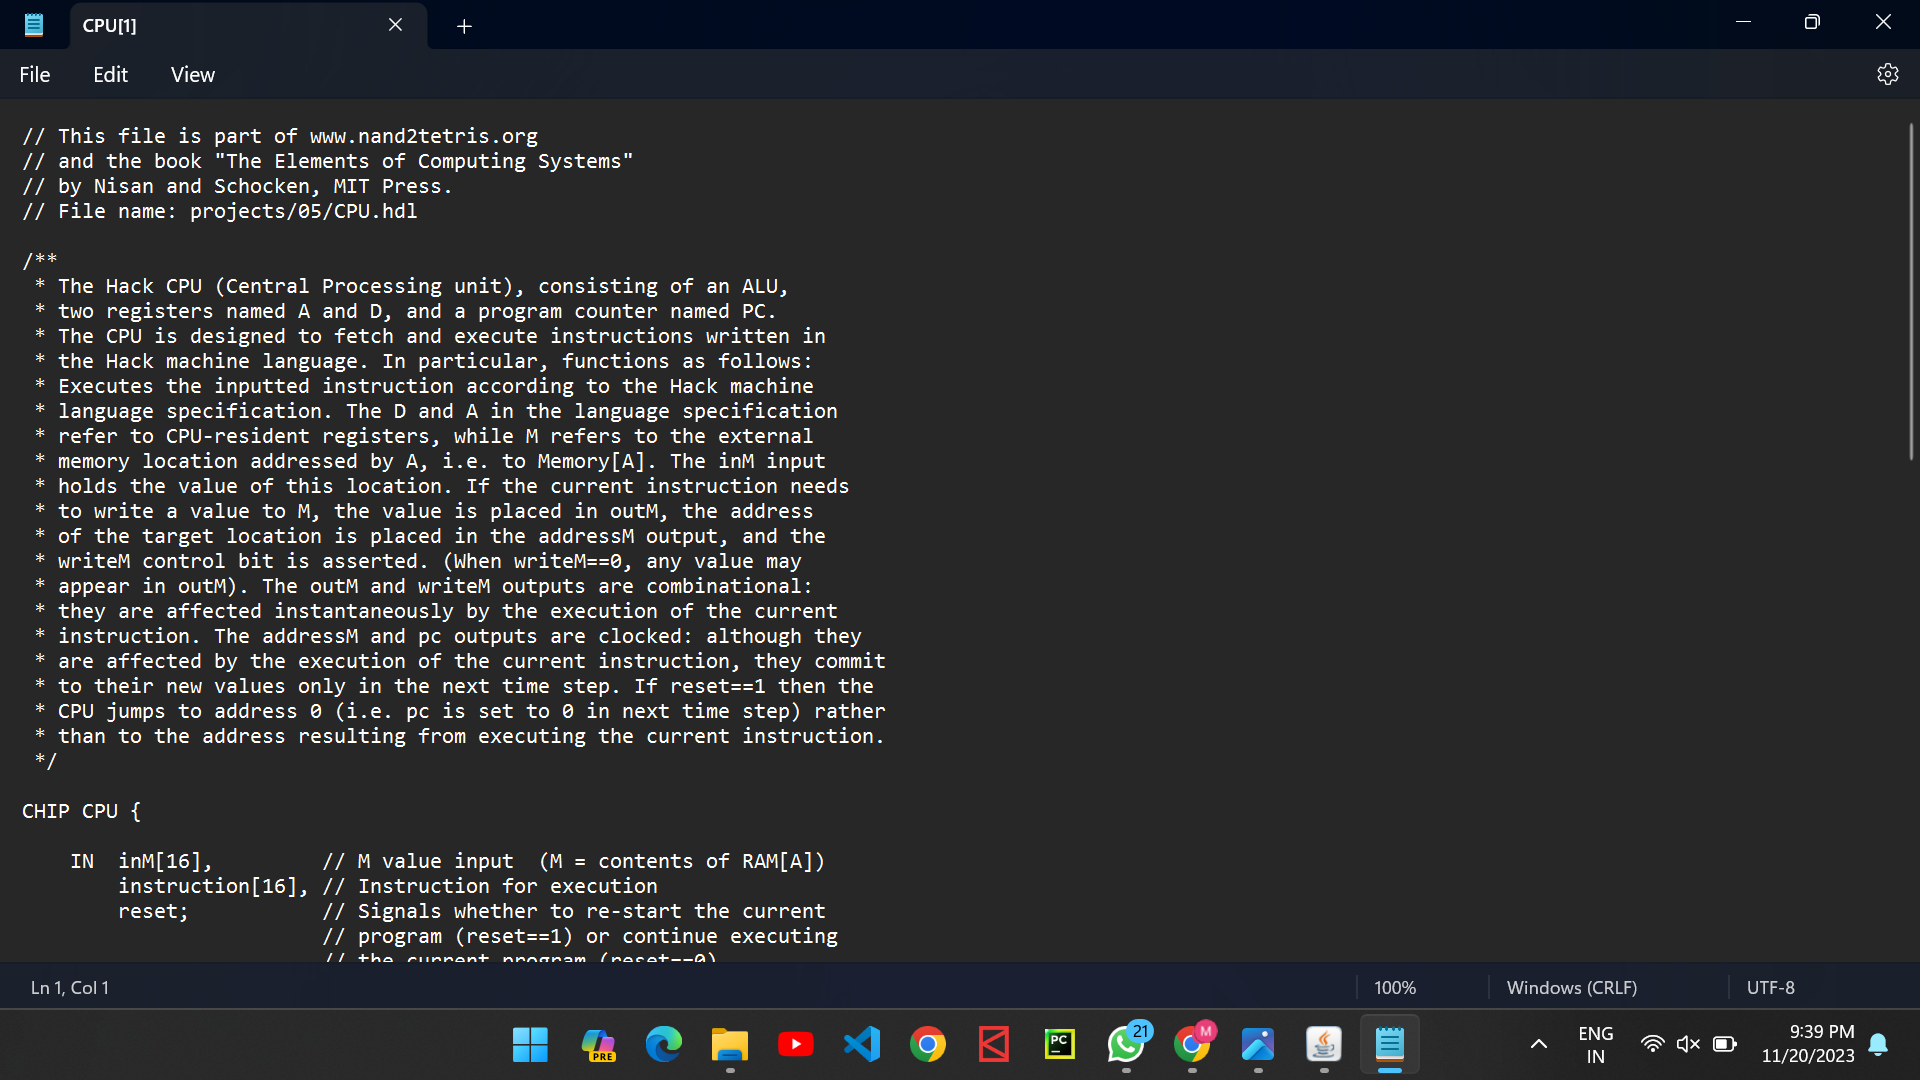 CPU[1]
File Edit View
// This file is part of www.nand2tetris.org
// and the book "The Elements of Computing Systems"
// by Nisan and Schocken, MIT Press.
// File name: projects/05/CPU.hdl
/**
 * The Hack CPU (Central Processing unit), consisting of an ALU,
 * two registers named A and D, and a program counter named PC.
 * The CPU is designed to fetch and execute instructions written in
 * the Hack machine language. In particular, functions as follows:
 * Executes the inputted instruction according to the Hack machine
 * language specification. The D and A in the language specification
 * refer to CPU-resident registers, while M refers to the external
 * memory location addressed by A, i.e. to Memory[A]. The inM input
 * holds the value of this location. If the current instruction needs
 * to write a value to M, the value is placed in outM, the address
 * of the target location is placed in the addressM output, and the
 * writeM control bit is asserted. (When writeM==0, any value may
 * appear in outM). The outM and writeM outputs are combinational:
 * they are affected instantaneously by the execution of the current
 * instruction. The addressM and pc outputs are clocked: although they
 * are affected by the execution of the current instruction, they commit
 * to their new values only in the next time step. If reset==1 then the
 * CPU jumps to address 0 (i.e. pc is set to 0 in next time step) rather
 * than to the address resulting from executing the current instruction.
 */
CHIP CPU {
    IN  inM[16],         // M value input  (M = contents of RAM[A])
        instruction[16], // Instruction for execution
        reset;           // Signals whether to re-start the current
                         // program (reset==1) or continue executing
                         // the current program (reset==0)
Ln 1, Col 1 100% Windows (CRLF) UTF-8
PRE PC 21 M ENG IN 9:39 PM
11/20/2023